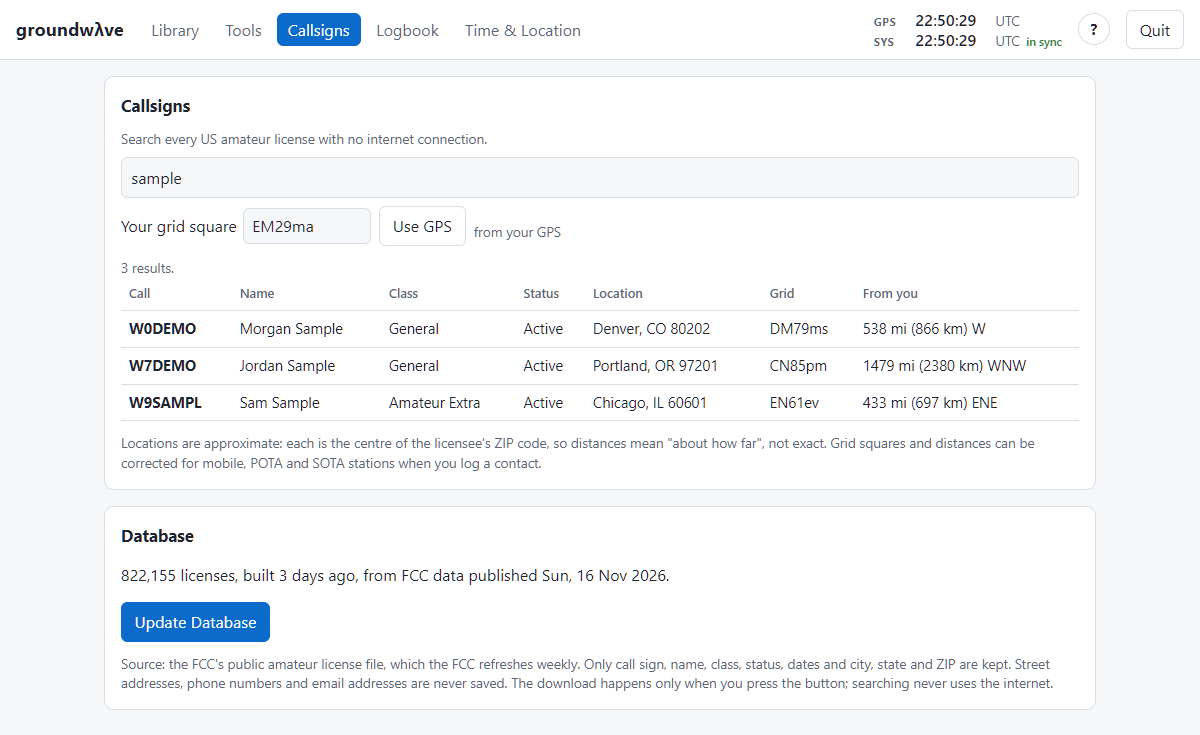 groundwλve Library Tools Callsigns Logbook Time & Location GPS 22:50:29 UTC ? Quit
SYS 22:50:29 UTC in sync
Callsigns
Search every US amateur license with no internet connection.
sample
Your grid square EM29ma Use GPS from your GPS
3 results.
Call Name Class Status Location Grid From you
W0DEMO Morgan Sample General Active Denver, CO 80202 DM79ms 538 mi (866 km) W
W7DEMO Jordan Sample General Active Portland, OR 97201 CN85pm 1479 mi (2380 km) WNW
W9SAMPL Sam Sample Amateur Extra Active Chicago, IL 60601 EN61ev 433 mi (697 km) ENE
Locations are approximate: each is the centre of the licensee's ZIP code, so distances mean "about how far", not exact. Grid squares and distances can be
corrected for mobile, POTA and SOTA stations when you log a contact.
Database
822,155 licenses, built 3 days ago, from FCC data published Sun, 16 Nov 2026.
Update Database
Source: the FCC's public amateur license file, which the FCC refreshes weekly. Only call sign, name, class, status, dates and city, state and ZIP are kept. Street
addresses, phone numbers and email addresses are never saved. The download happens only when you press the button; searching never uses the internet.